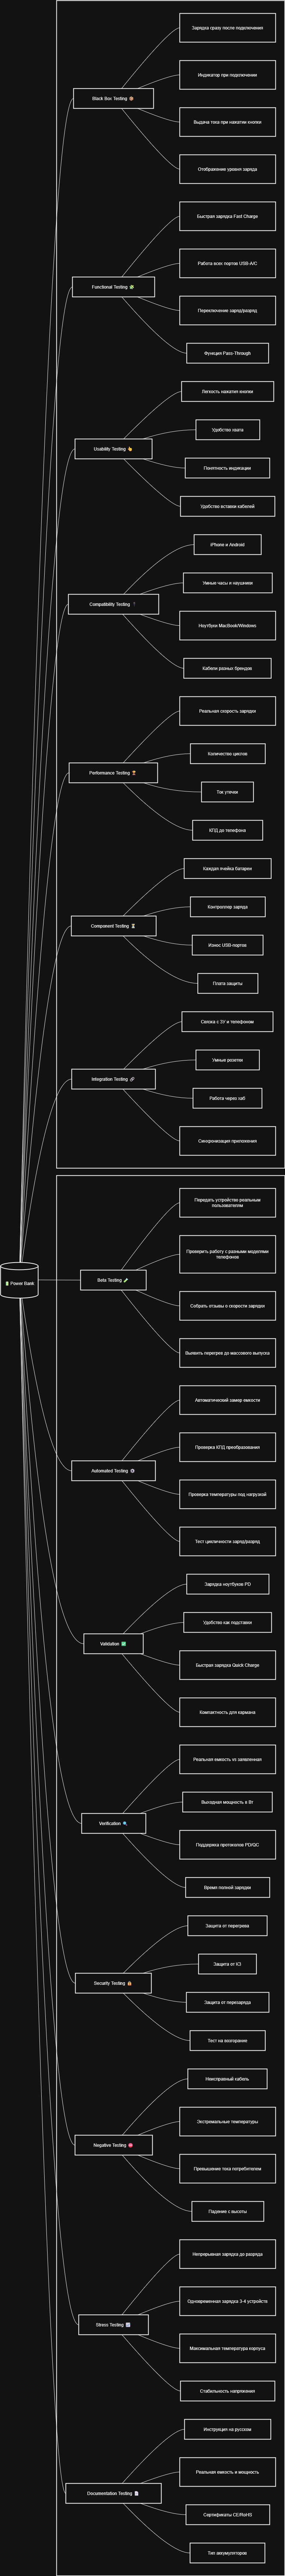 Black Box Testing
Зарядка сразу после подключения
Индикатор при подключении
Выдача тока при нажатии кнопки
Отображение уровня заряда
Functional Testing
Быстрая зарядка Fast Charge
Работа всех портов USB-A/C
Переключение заряд/разряд
Функция Pass-Through
Usability Testing
Легкость нажатия кнопки
Удобство хвата
Понятность индикации
Удобство вставки кабелей
Compatibility Testing
iPhone и Android
Умные часы и наушники
Ноутбуки MacBook/Windows
Кабели разных брендов
Performance Testing
Реальная скорость зарядки
Количество циклов
Ток утечки
КПД до телефона
Component Testing
Каждая ячейка батареи
Контроллер заряда
Износ USB-портов
Плата защиты
Integration Testing
Связка с ЗУ и телефоном
Умные розетки
Работа через хаб
Синхронизация приложения
Power Bank
Beta Testing
Передать устройство реальным
пользователям
Проверить работу с разными моделями
телефонов
Собрать отзывы о скорости зарядки
Выявить перегрев до массового выпуска
Automated Testing
Автоматический замер емкости
Проверка КПД преобразования
Проверка температуры под нагрузкой
Тест цикличности заряд/разряд
Validation
Зарядка ноутбуков PD
Удобство как подставки
Быстрая зарядка Quick Charge
Компактность для кармана
Verification
Реальная емкость vs заявленная
Выходная мощность в Вт
Поддержка протоколов PD/QC
Время полной зарядки
Security Testing
Защита от перегрева
Защита от КЗ
Защита от перезаряда
Тест на возгорание
Negative Testing
Неисправный кабель
Экстремальные температуры
Превышение тока потребителем
Падение с высоты
Stress Testing
Непрерывная зарядка до разряда
Одновременная зарядка 3-4 устройств
Максимальная температура корпуса
Стабильность напряжения
Documentation Testing
Инструкция на русском
Реальная емкость и мощность
Сертификаты CE/RoHS
Тип аккумуляторов